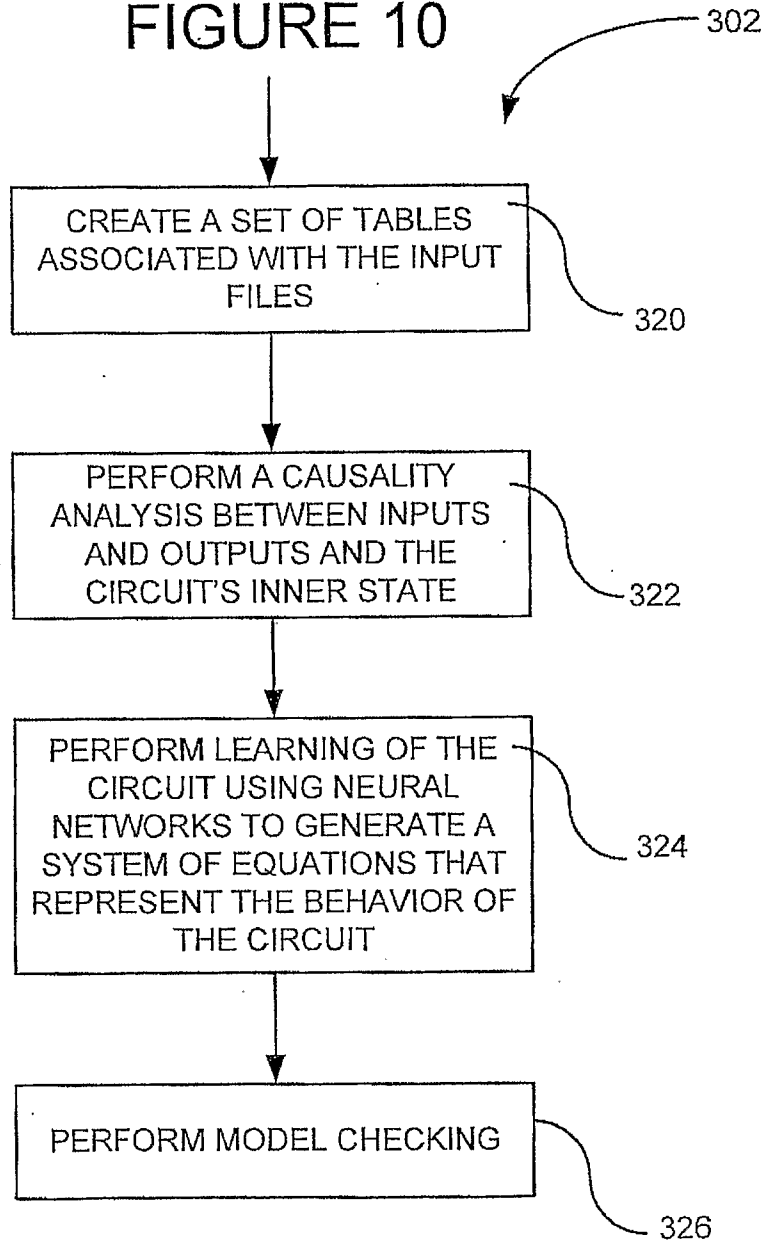 FIGURE 10
302
CREATE A SET OF TABLES
ASSOCIATED WITH THE INPUT
FILES
320
PERFORM A CAUSALITY
ANALYSIS BETWEEN INPUTS
AND OUTPUTS AND THE
CIRCUIT'S INNER STATE
322
PERFORM LEARNING OF THE
CIRCUIT USING NEURAL
NETWORKS TO GENERATE A
SYSTEM OF EQUATIONS THAT
REPRESENT THE BEHAVIOR OF
THE CIRCUIT
324
PERFORM MODEL CHECKING
326